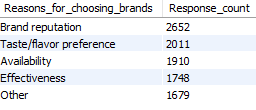 Reasons_for_choosing_brands Response_count
Brand reputation 2652
Taste/flavor preference 2011
Availability 1910
Effectiveness 1748
Other 1679